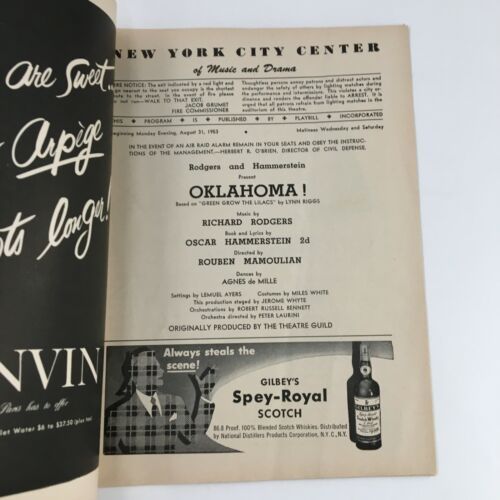 are Sweet...
Arpège
longer!
NVIN
Paris has to offer
let Water $6 to $37.50 (plus tax)
NEW YORK CITY CENTER
of Music and Drama
FIRE NOTICE: The exit indicated by a red light and
sign nearest to the seat you occupy is the shortest
route to the street. In the event of fire please
do not run—WALK TO THAT EXIT.
JACOB GRUMET
FIRE COMMISSIONER
Thoughtless persons annoy patrons and distract actors and
endanger the safety of others by lighting matches during
the performance and intermissions. This violates a city or-
dinance and renders the offender liable to ARREST. It is
urged that all patrons refrain from lighting matches in the
auditorium of this theatre.
THIS PROGRAM IS PUBLISHED BY PLAYBILL INCORPORATED
Beginning Monday Evening, August 31, 1953 Matinees Wednesday and Saturday
IN THE EVENT OF AN AIR RAID ALARM REMAIN IN YOUR SEATS AND OBEY THE INSTRUC-
TIONS OF THE MANAGEMENT.—HERBERT R. O'BRIEN, DIRECTOR OF CIVIL DEFENSE.
Rodgers and Hammerstein
Present
OKLAHOMA !
Based on "GREEN GROW THE LILACS" by LYNN RIGGS
Music by
RICHARD RODGERS
Book and Lyrics by
OSCAR HAMMERSTEIN 2d
Directed by
ROUBEN MAMOULIAN
Dances by
AGNES de MILLE
Settings by LEMUEL AYERS Costumes by MILES WHITE
This production staged by JEROME WHYTE
Orchestrations by ROBERT RUSSELL BENNETT
Orchestra directed by PETER LAURINI
ORIGINALLY PRODUCED BY THE THEATRE GUILD
Always steals the
scene!
GILBEY'S
Spey-Royal
SCOTCH
86.8 Proof. 100% Blended Scotch Whiskies. Distributed
by National Distillers Products Corporation, N.Y.C., N.Y.
GILBEY'S